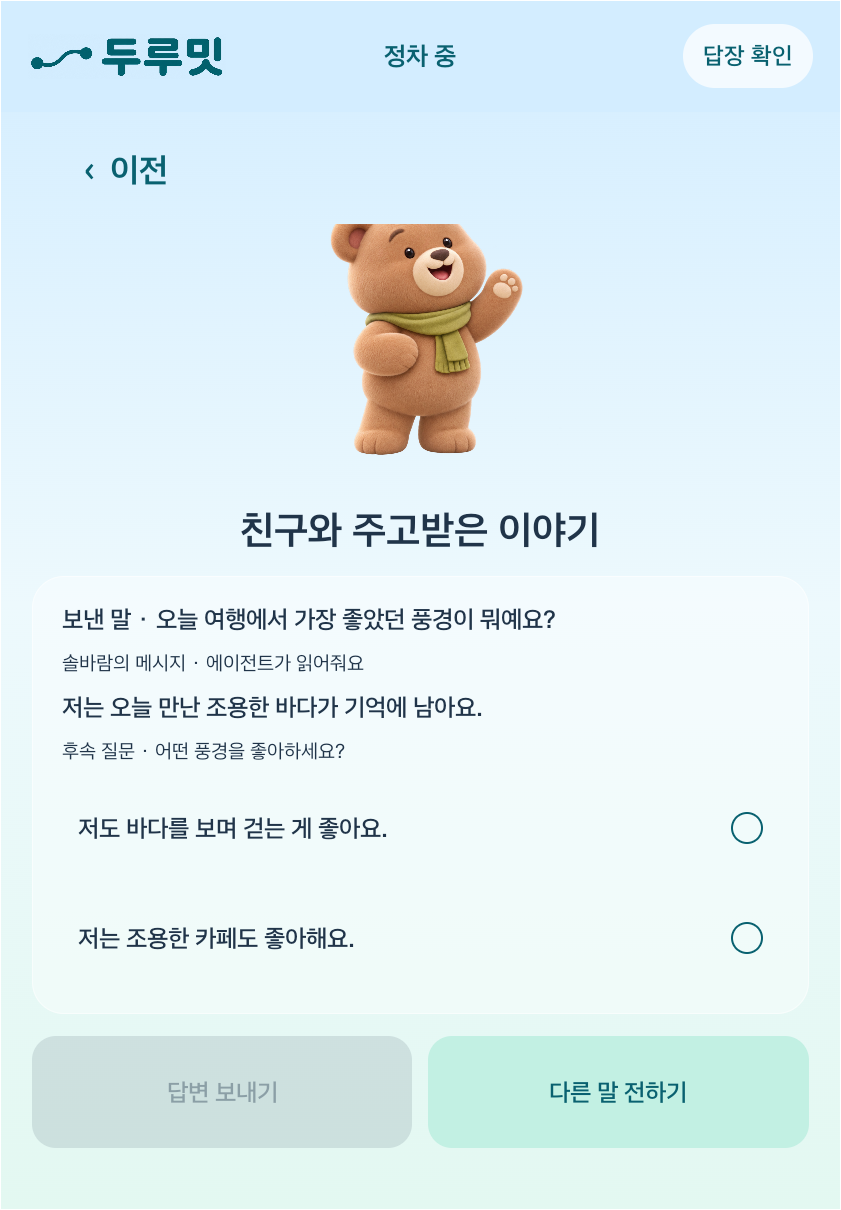 두루밋
정차 중
답장 확인
‹ 이전
친구와 주고받은 이야기
보낸 말 · 오늘 여행에서 가장 좋았던 풍경이 뭐예요?
솔바람의 메시지 · 에이전트가 읽어줘요
저는 오늘 만난 조용한 바다가 기억에 남아요.
후속 질문 · 어떤 풍경을 좋아하세요?
저도 바다를 보며 걷는 게 좋아요.
저는 조용한 카페도 좋아해요.
답변 보내기
다른 말 전하기